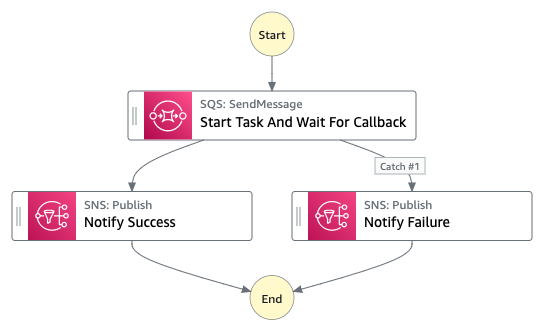 Start
SQS: SendMessage
Start Task And Wait For Callback
Catch #1
SNS: Publish
Notify Success
SNS: Publish
Notify Failure
End